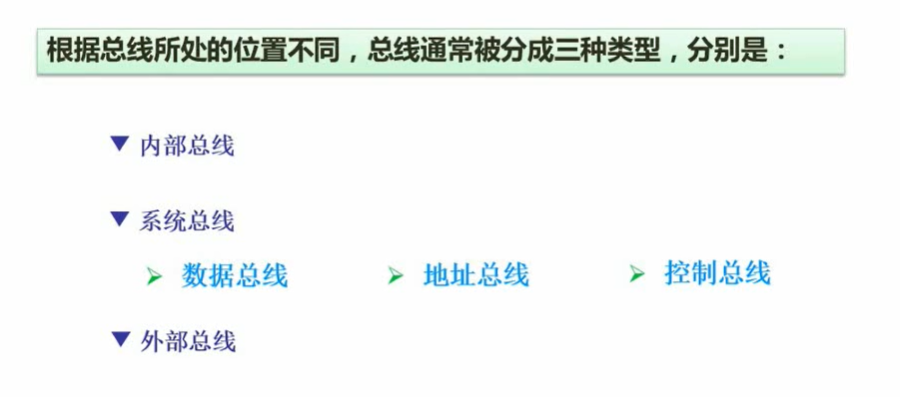 根据总线所处的位置不同，总线通常被分成三种类型，分别是：
内部总线
系统总线
数据总线 地址总线 控制总线
外部总线